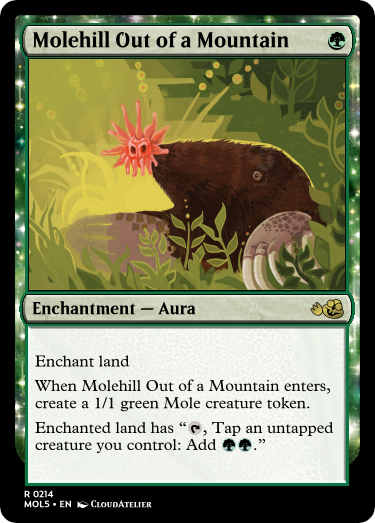 Molehill Out of a Mountain
Enchantment — Aura
Enchant land
When Molehill Out of a Mountain enters,
create a 1/1 green Mole creature token.
Enchanted land has “, Tap an untapped
creature you control: Add .”
R 0214
MOL5 • EN CloudAtelier